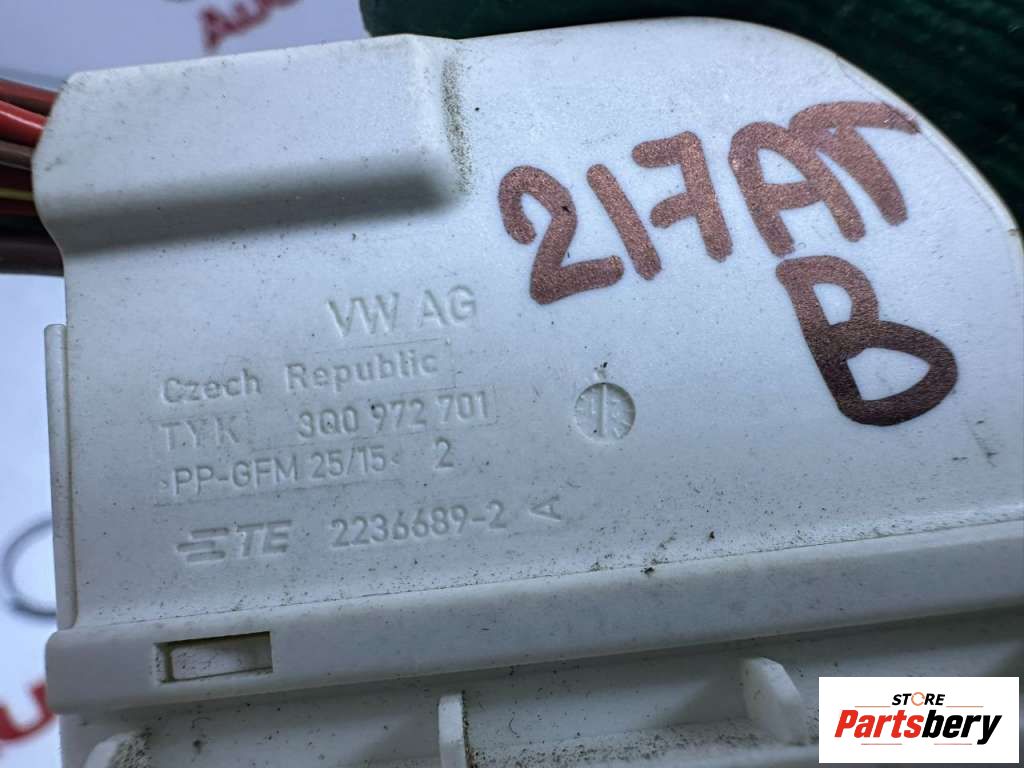 217AT
B
VW AG
Czech Republic
TYK 3Q0 972 701
>PP-GFM 25/15< 2
TE 2236689-2 A
STORE
Partsbery